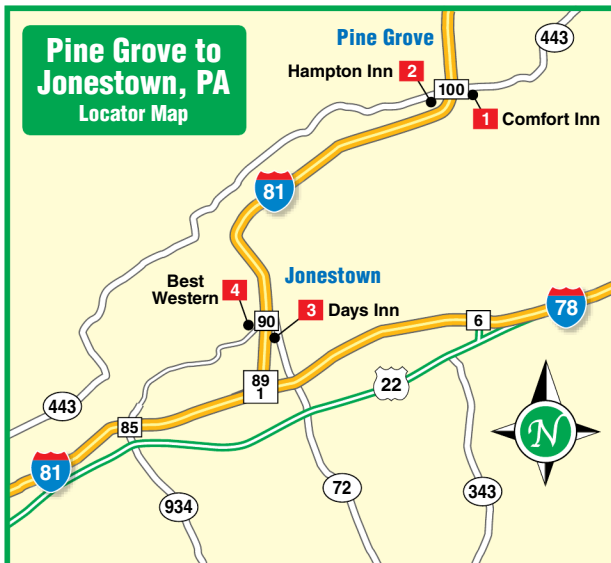 Pine Grove to
Jonestown, PA
Locator Map
Pine Grove
443
Hampton Inn 2
100
1 Comfort Inn
81
Jonestown
Best
Western
4
90
3 Days Inn
6
78
89
1
22
443
85
N
81
934
72
343